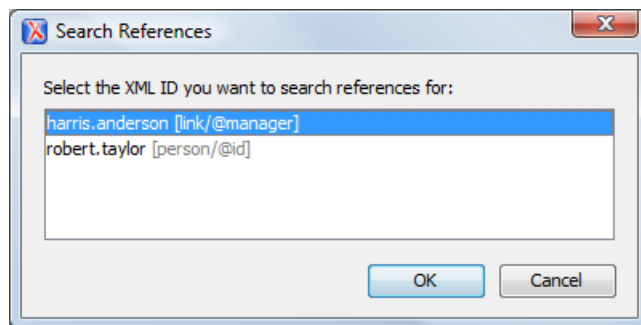 Search References
Select the XML ID you want to search references for:
harris.anderson [link/@manager]
robert.taylor [person/@id]
OK Cancel